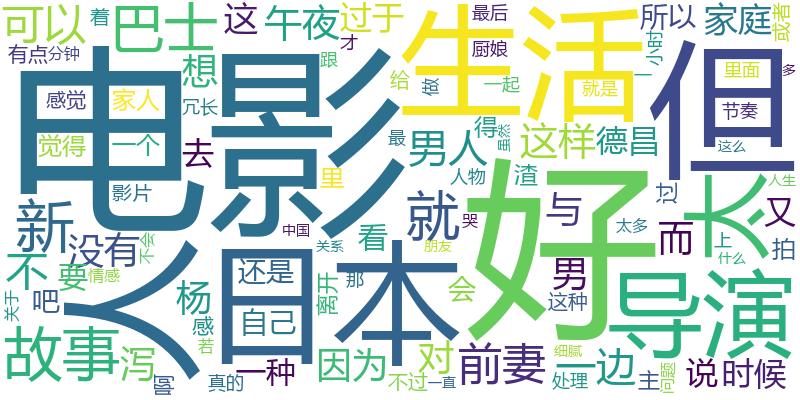 电影
人
日本
好
但
生活
导演
太
故事
巴士
可以
这
午夜
过于
最后
所以
家庭
或者
着
有点
分钟
想
跟
才
厨娘
给
做
一起
小时
就是
里面
多
感觉
家人
冗长
节奏
觉得
一个
去
男人
得
虽然
这样
德昌
这么
影片
里
最
人物
渣
过
人生
新
没有
中国
就
哭
与
而
又
不
要
不会
还是
关系
看
朋友
太多
上
什么
拍
情感
杨
离开
那
会
男
这种
关于
吧
感
自己
若
泻
一种
因为
对
前妻
细腻
一边
主
说
时候
真的
不过
一直
处理
问题